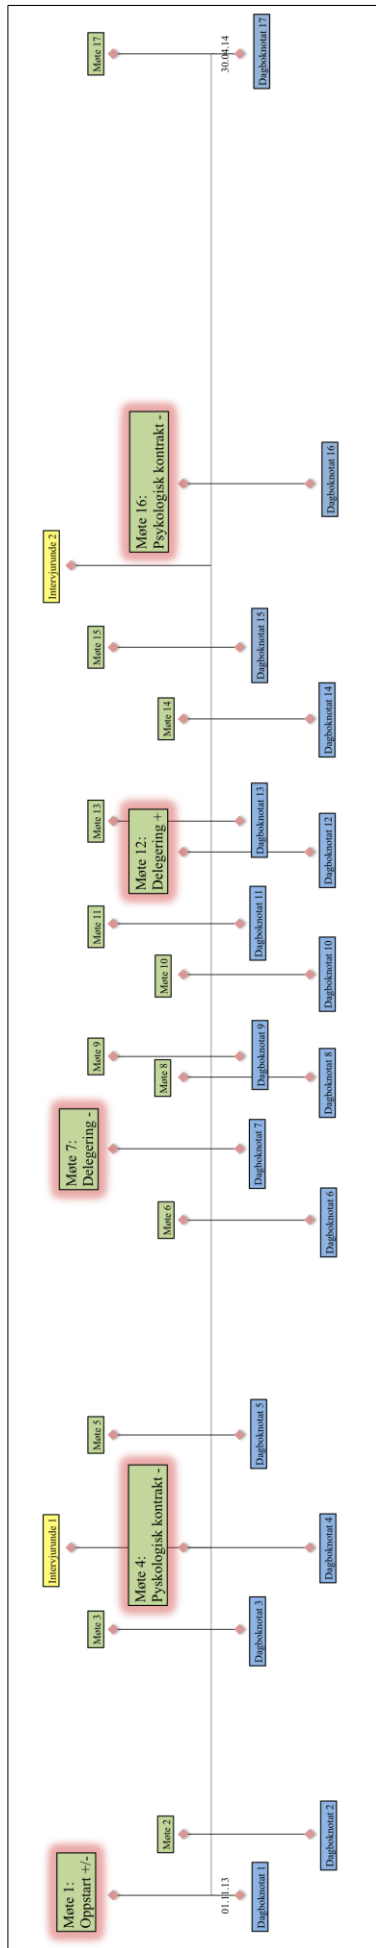 Møte 1:
Oppstart +/-
Møte 2
Møte 3
Intervjurunde 1
Møte 4:
Pyskologisk kontrakt -
Møte 5
Møte 6
Møte 7:
Delegering -
Møte 8
Møte 9
Møte 10
Møte 11
Møte 12:
Delegering +
Møte 13
Møte 14
Møte 15
Intervjurunde 2
Møte 16:
Psykologisk kontrakt -
Møte 17
01.11.13
30.04.14
Dagboknotat 1
Dagboknotat 2
Dagboknotat 3
Dagboknotat 4
Dagboknotat 5
Dagboknotat 6
Dagboknotat 7
Dagboknotat 8
Dagboknotat 9
Dagboknotat 10
Dagboknotat 11
Dagboknotat 12
Dagboknotat 13
Dagboknotat 14
Dagboknotat 15
Dagboknotat 16
Dagboknotat 17